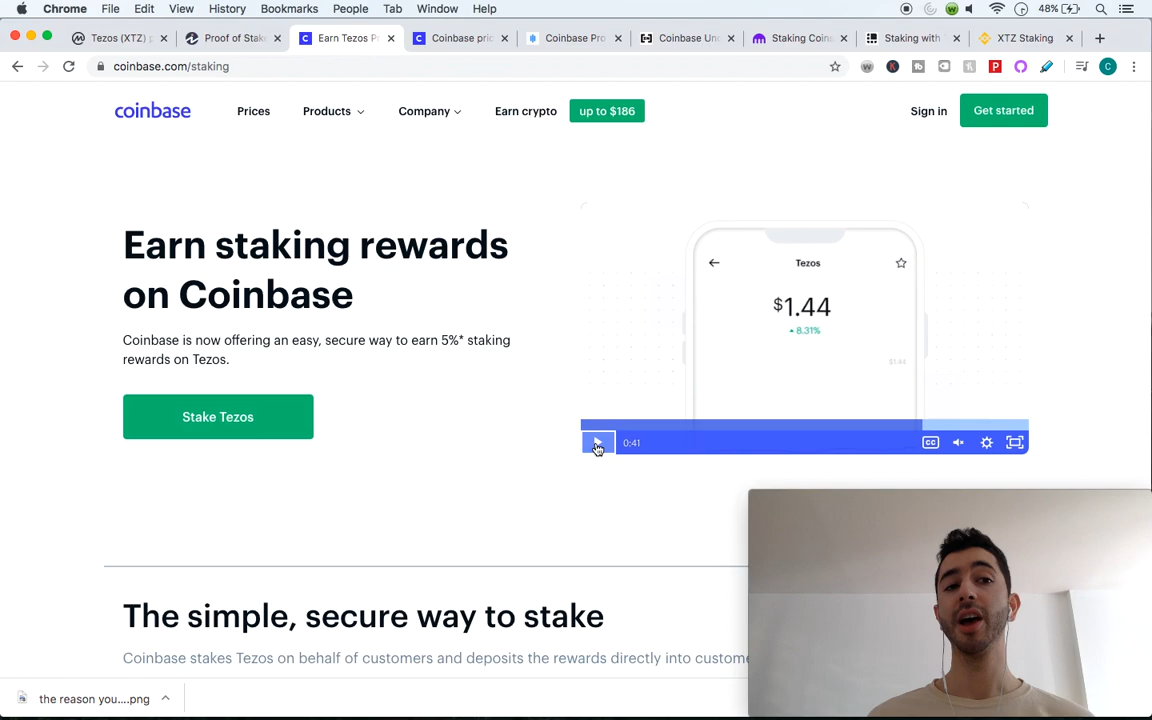 Chrome File Edit View History Bookmarks People Tab Window Help 48%
Tezos (XTZ) p Proof of Stak Earn Tezos P Coinbase pric Coinbase Pro Coinbase Un Staking Coin Staking with XTZ Staking
coinbase.com/staking
coinbase Prices Products Company Earn crypto up to $186 Sign in Get started
Earn staking rewards
on Coinbase
Coinbase is now offering an easy, secure way to earn 5%* staking
rewards on Tezos.
Stake Tezos
Tezos
$1.44
8.31%
$1.44
0:41 CC
The simple, secure way to stake
Coinbase stakes Tezos on behalf of customers and deposits the rewards directly into custome
the reason you....png